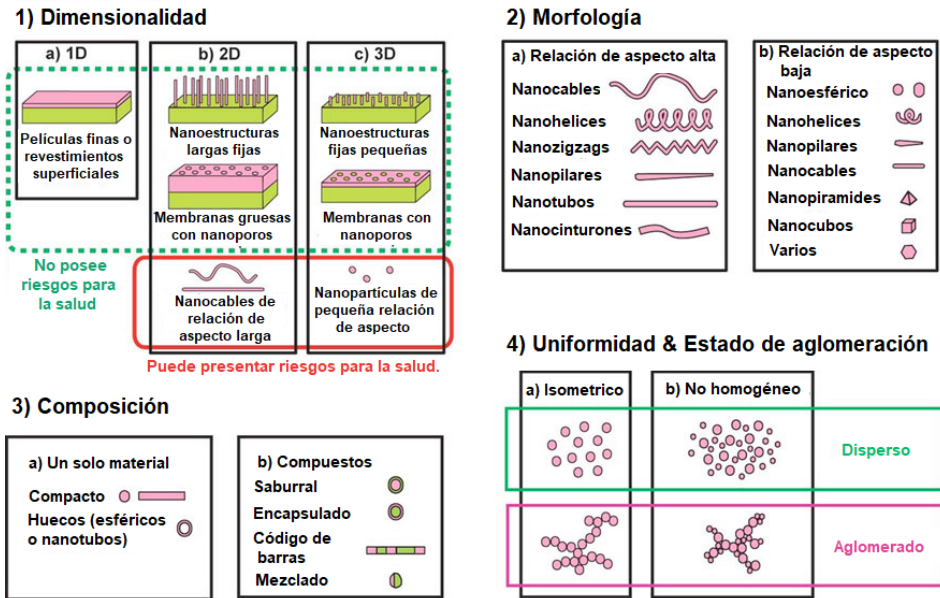 1) Dimensionalidad
a) 1D
Películas finas o
revestimientos
superficiales
b) 2D
Nanoestructuras
largas fijas
Membranas gruesas
con nanoporos
Nanocables de
relación de
aspecto larga
c) 3D
Nanoestructuras
fijas pequeñas
Membranas con
nanoporos
Nanopartículas de
pequeña relación
de aspecto
No posee
riesgos para
la salud
Puede presentar riesgos para la salud.
2) Morfología
a) Relación de aspecto alta
Nanocables
Nanohelices
Nanozigzags
Nanopilares
Nanotubos
Nanocinturones
b) Relación de aspecto
baja
Nanoesférico
Nanohelices
Nanopilares
Nanocables
Nanopiramides
Nanocubos
Varios
3) Composición
a) Un solo material
Compacto
Huecos (esféricos
o nanotubos)
b) Compuestos
Saburral
Encapsulado
Código de
barras
Mezclado
4) Uniformidad & Estado de aglomeración
a) Isometrico
b) No homogéneo
Disperso
Aglomerado